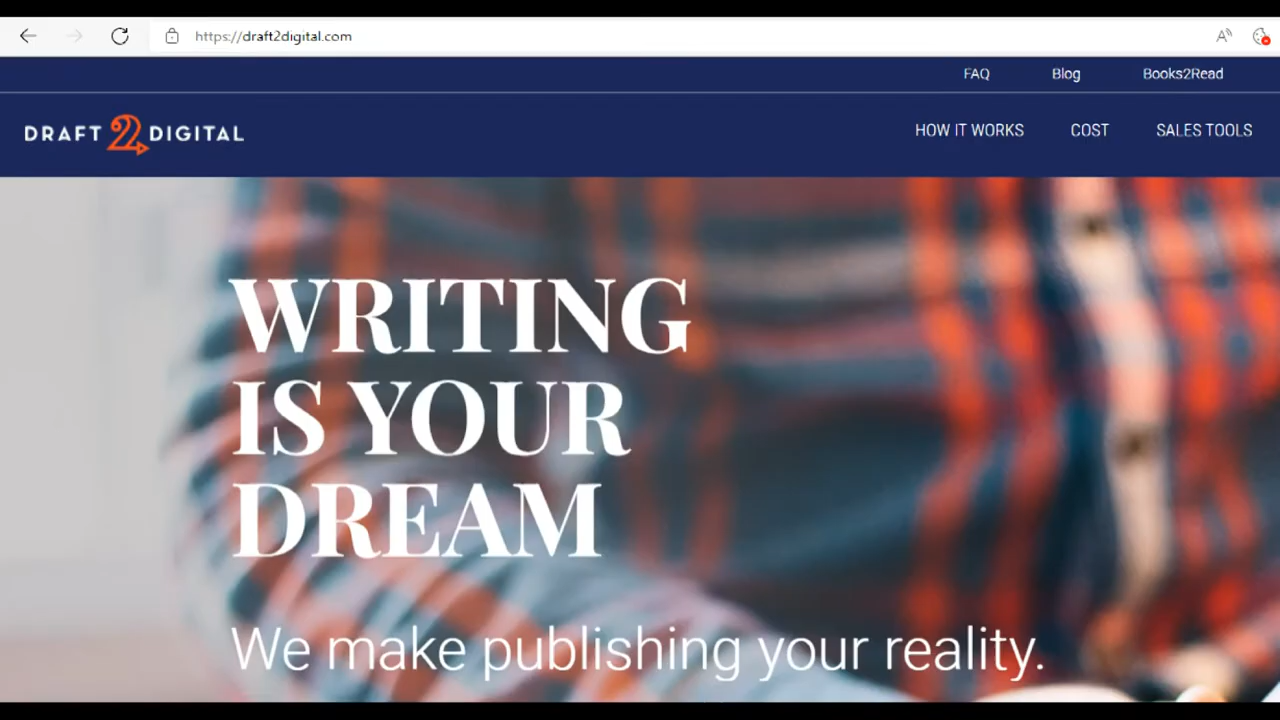 https://draft2digital.com
FAQ Blog Books2Read
DRAFT 2 DIGITAL
HOW IT WORKS COST SALES TOOLS
WRITING
IS YOUR
DREAM
We make publishing your reality.